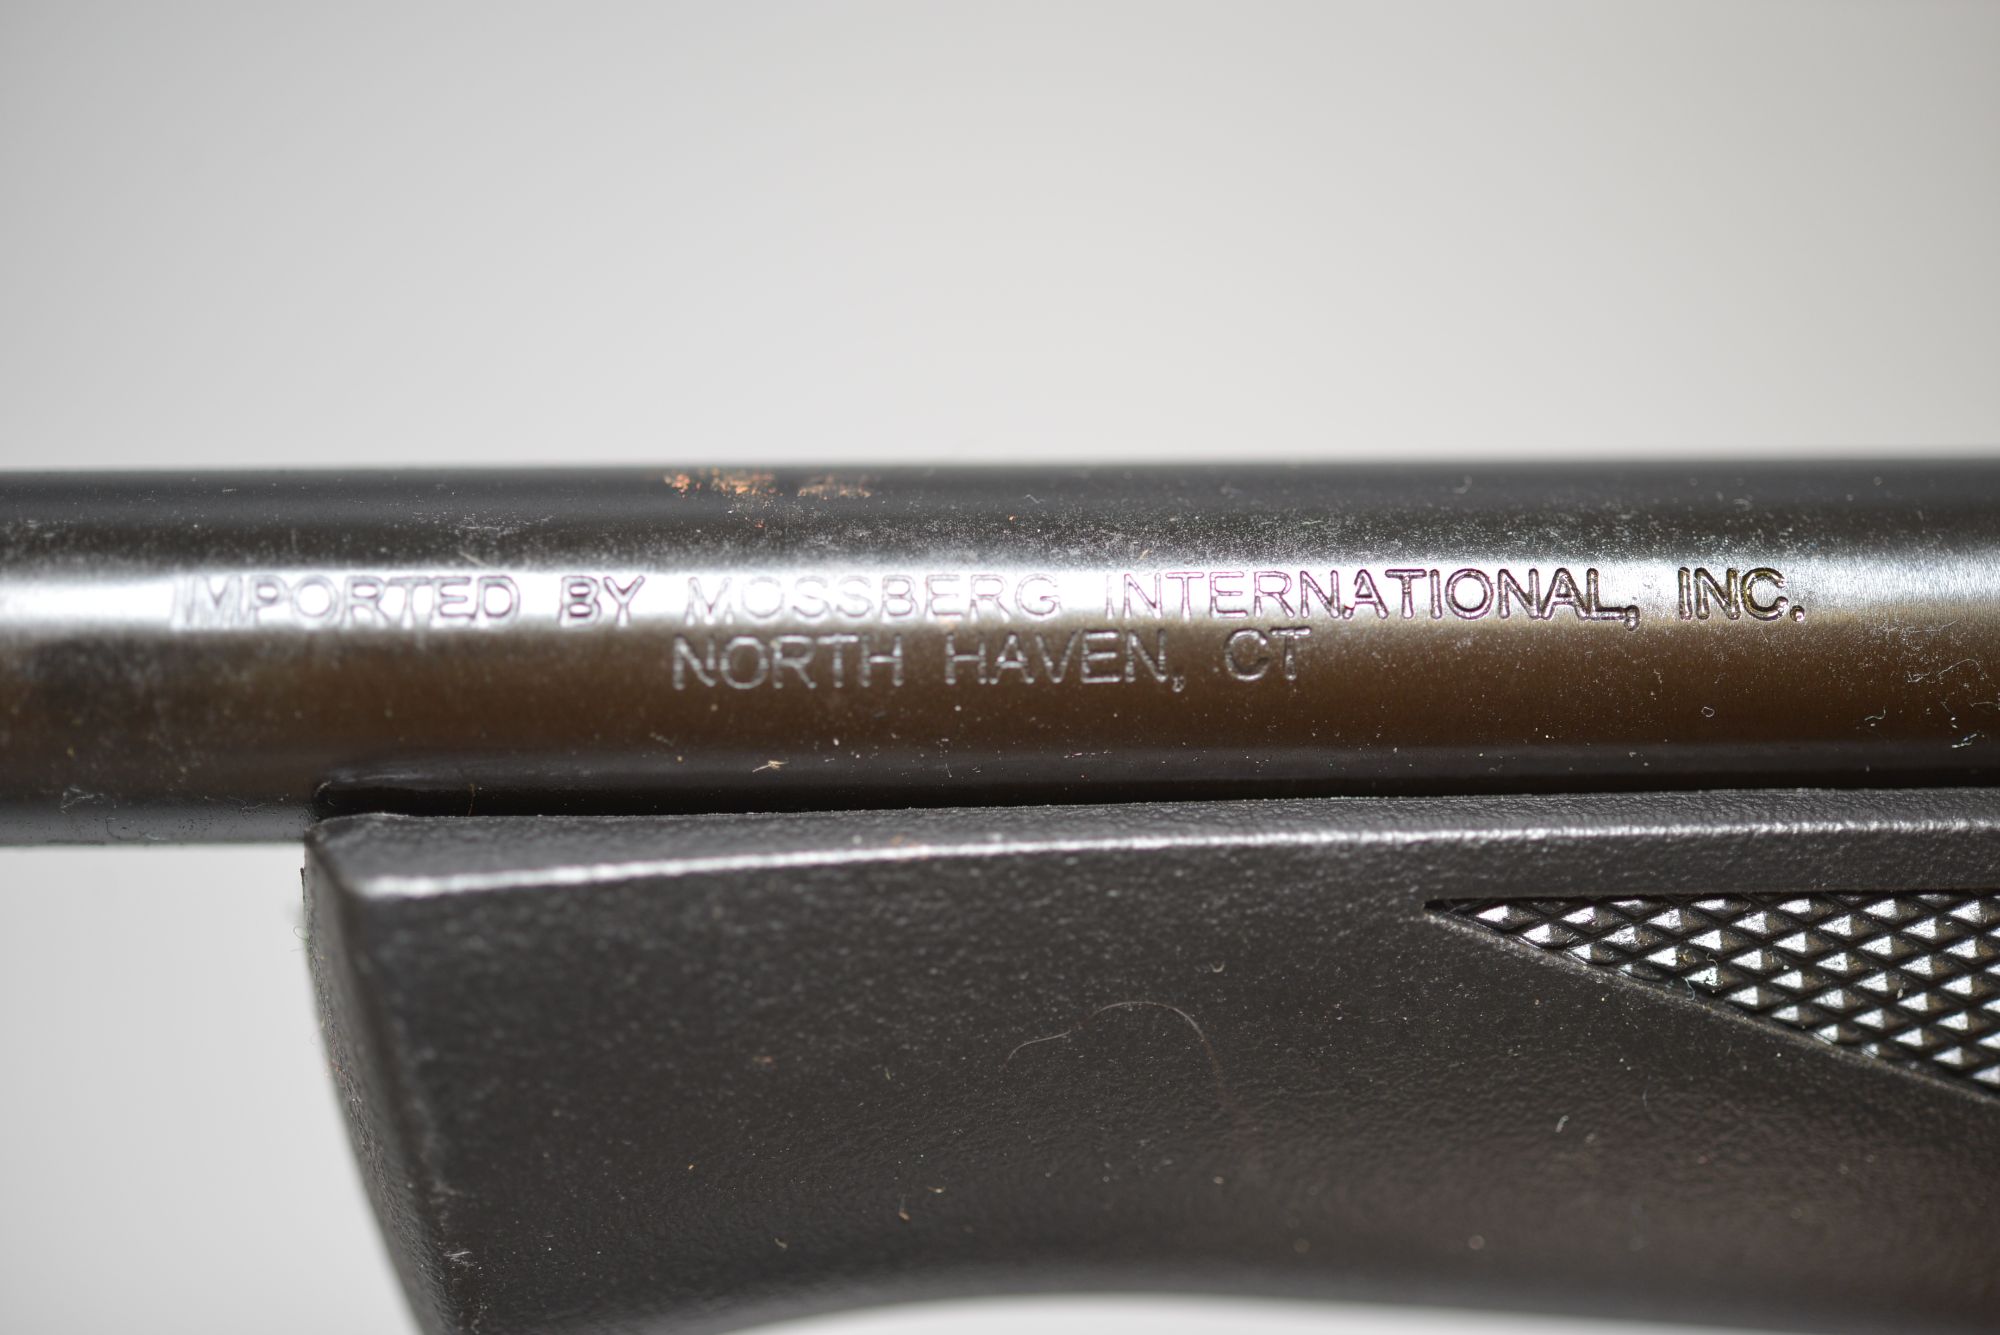 IMPORTED BY MOSSBERG INTERNATIONAL, INC.
NORTH HAVEN, CT